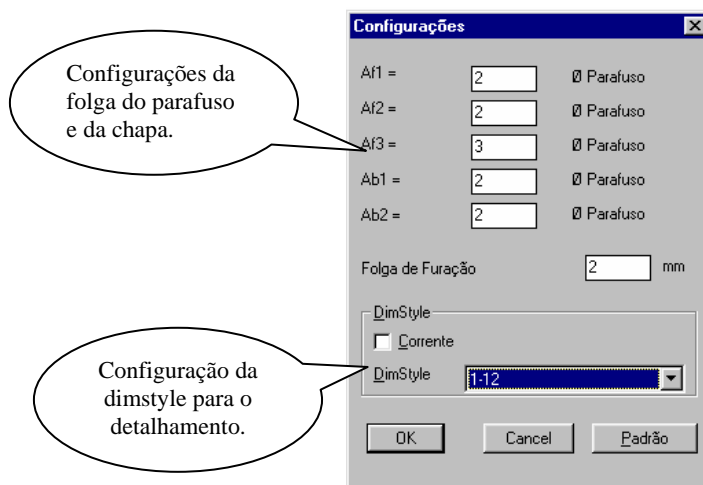 Configurações
Configurações da
folga do parafuso
e da chapa.
Af1 = 2 Ø Parafuso
Af2 = 2 Ø Parafuso
Af3 = 3 Ø Parafuso
Ab1 = 2 Ø Parafuso
Ab2 = 2 Ø Parafuso
Folga de Furação 2 mm
DimStyle
Corrente
DimStyle 1-12
Configuração da
dimstyle para o
detalhamento.
OK Cancel Padrão